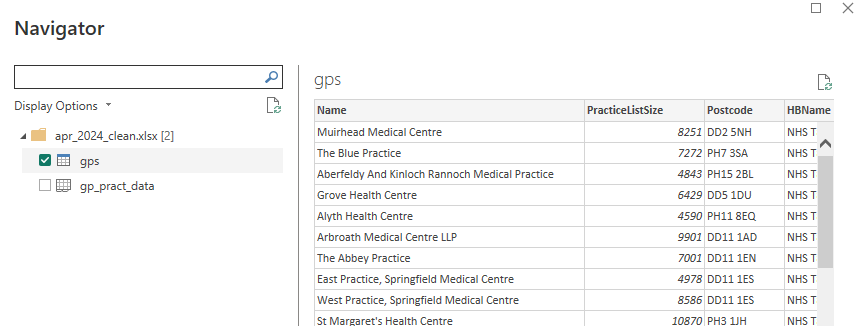 Navigator
Display Options
apr_2024_clean.xlsx [2]
gps
gp_pract_data
gps
Name PracticeListSize Postcode HBName
Muirhead Medical Centre 8251 DD2 5NH NHS T
The Blue Practice 7272 PH7 3SA NHS T
Aberfeldy And Kinloch Rannoch Medical Practice 4843 PH15 2BL NHS T
Grove Health Centre 6429 DD5 1DU NHS T
Alyth Health Centre 4590 PH11 8EQ NHS T
Arbroath Medical Centre LLP 9901 DD11 1AD NHS T
The Abbey Practice 7001 DD11 1EN NHS T
East Practice, Springfield Medical Centre 4978 DD11 1ES NHS T
West Practice, Springfield Medical Centre 8586 DD11 1ES NHS T
St Margaret's Health Centre 10870 PH3 1JH NHS T